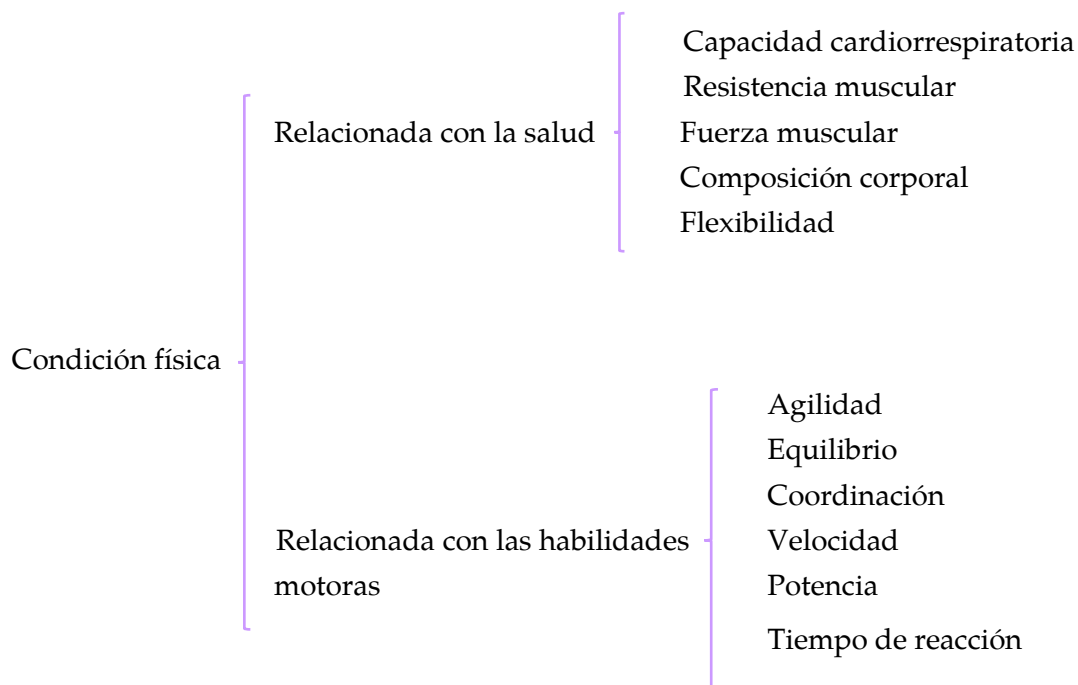 Condición física
Relacionada con la salud
Capacidad cardiorrespiratoria
Resistencia muscular
Fuerza muscular
Composición corporal
Flexibilidad
Relacionada con las habilidades
motoras
Agilidad
Equilibrio
Coordinación
Velocidad
Potencia
Tiempo de reacción